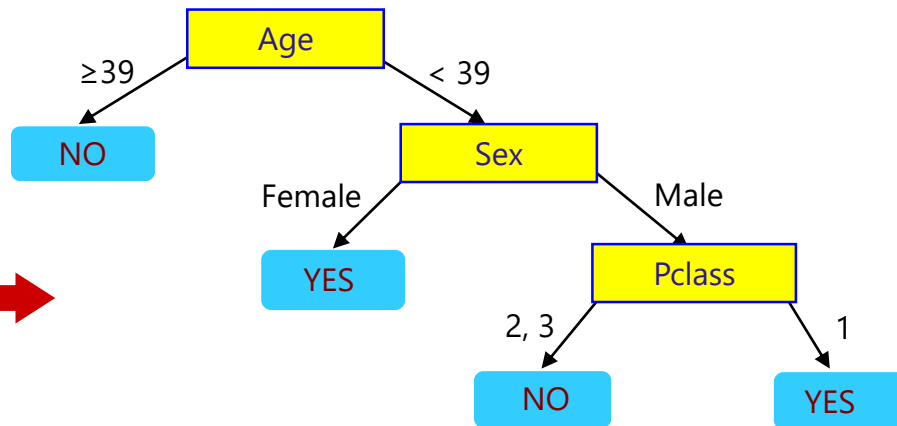 Age
≥39
< 39
NO
Sex
Female
Male
YES
Pclass
2, 3
1
NO
YES